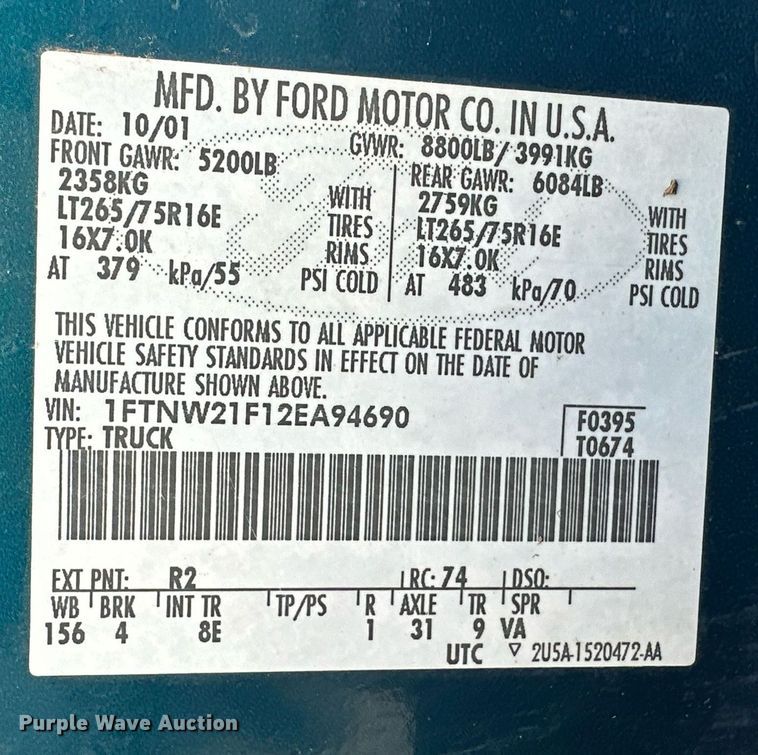 MFD. BY FORD MOTOR CO. IN U.S.A.
DATE: 10/01 GVWR: 8800LB/ 3991KG
FRONT GAWR: 5200LB REAR GAWR: 6084LB
2358KG WITH 2759KG WITH
LT265/75R16E TIRES LT265/75R16E TIRES
16X7.0K RIMS 16X7.0K RIMS
AT 379 kPa/55 PSI COLD AT 483 kPa/70 PSI COLD
THIS VEHICLE CONFORMS TO ALL APPLICABLE FEDERAL MOTOR
VEHICLE SAFETY STANDARDS IN EFFECT ON THE DATE OF
MANUFACTURE SHOWN ABOVE.
VIN: 1FTNW21F12EA94690 F0395
TYPE: TRUCK T0674
EXT PNT: R2 RC: 74 DSO:
WB BRK INT TR TP/PS R AXLE TR SPR
156 4 8E 1 31 9 VA
UTC ▽ 2U5A-1520472-AA
Purple Wave Auction